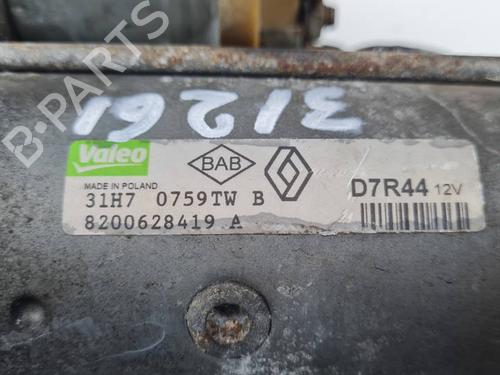 31261
Valeo
BAB
MADE IN POLAND
D7R44 12V
31H7 0759TW B
8200628419 A
B-PARTS